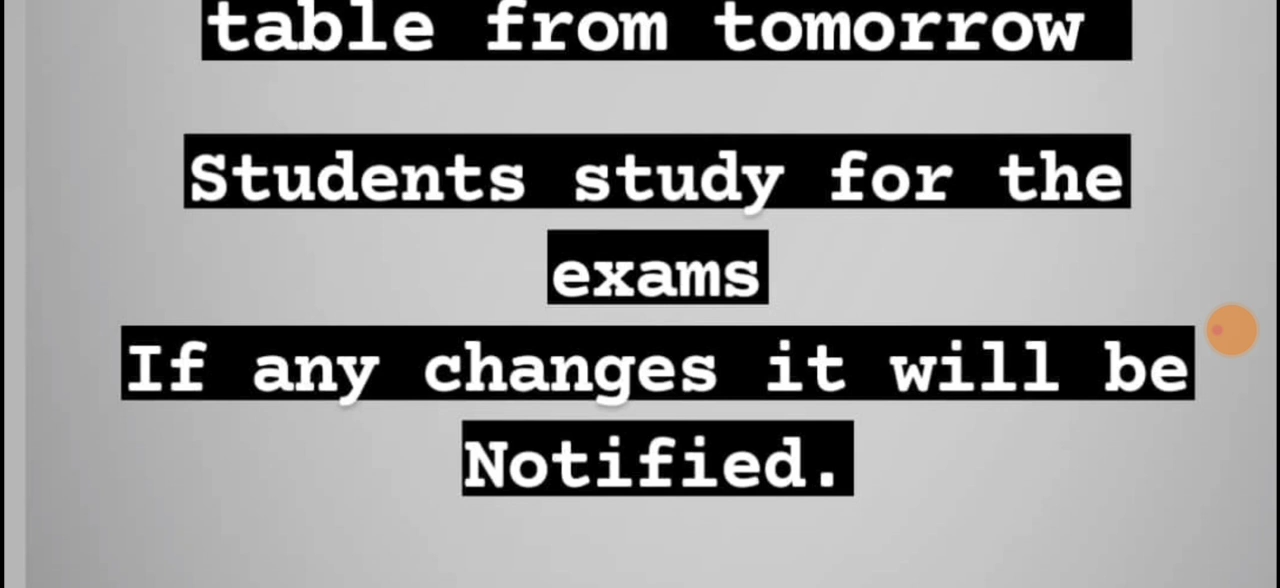 table from tomorrow
Students study for the
exams
If any changes it will be
Notified.